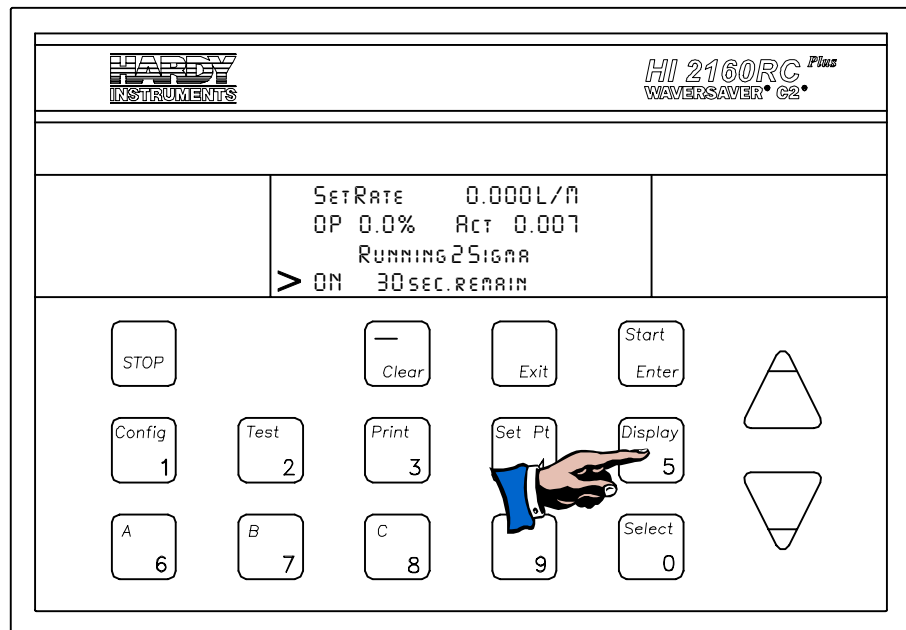 HARDY
INSTRUMENTS
HI 2160RC Plus
WAVERSAVER® C2®
SetRate 0.000L/M
OP 0.0% Act 0.007
Running2Sigma
> ON 30sec.remain
STOP
— Clear
Exit
Start
Enter
Config
1
Test
2
Print
3
Set Pt
Display
5
A
6
B
7
C
8
9
Select
0